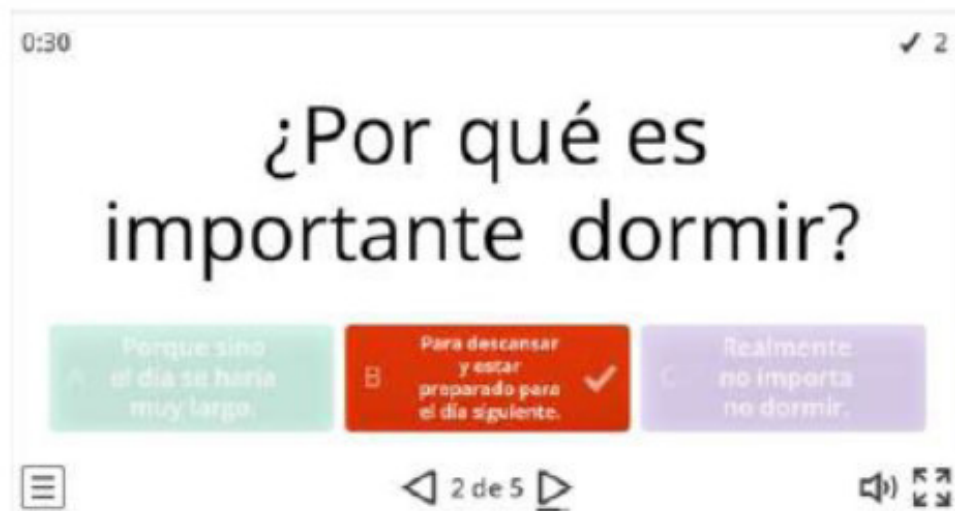 0:30
2
¿Por qué es
importante dormir?
A
Porque sino
el día se haría
muy largo.
B
Para descansar
y estar
preparado para
el día siguiente.
C
Realmente
no importa
no dormir.
2 de 5